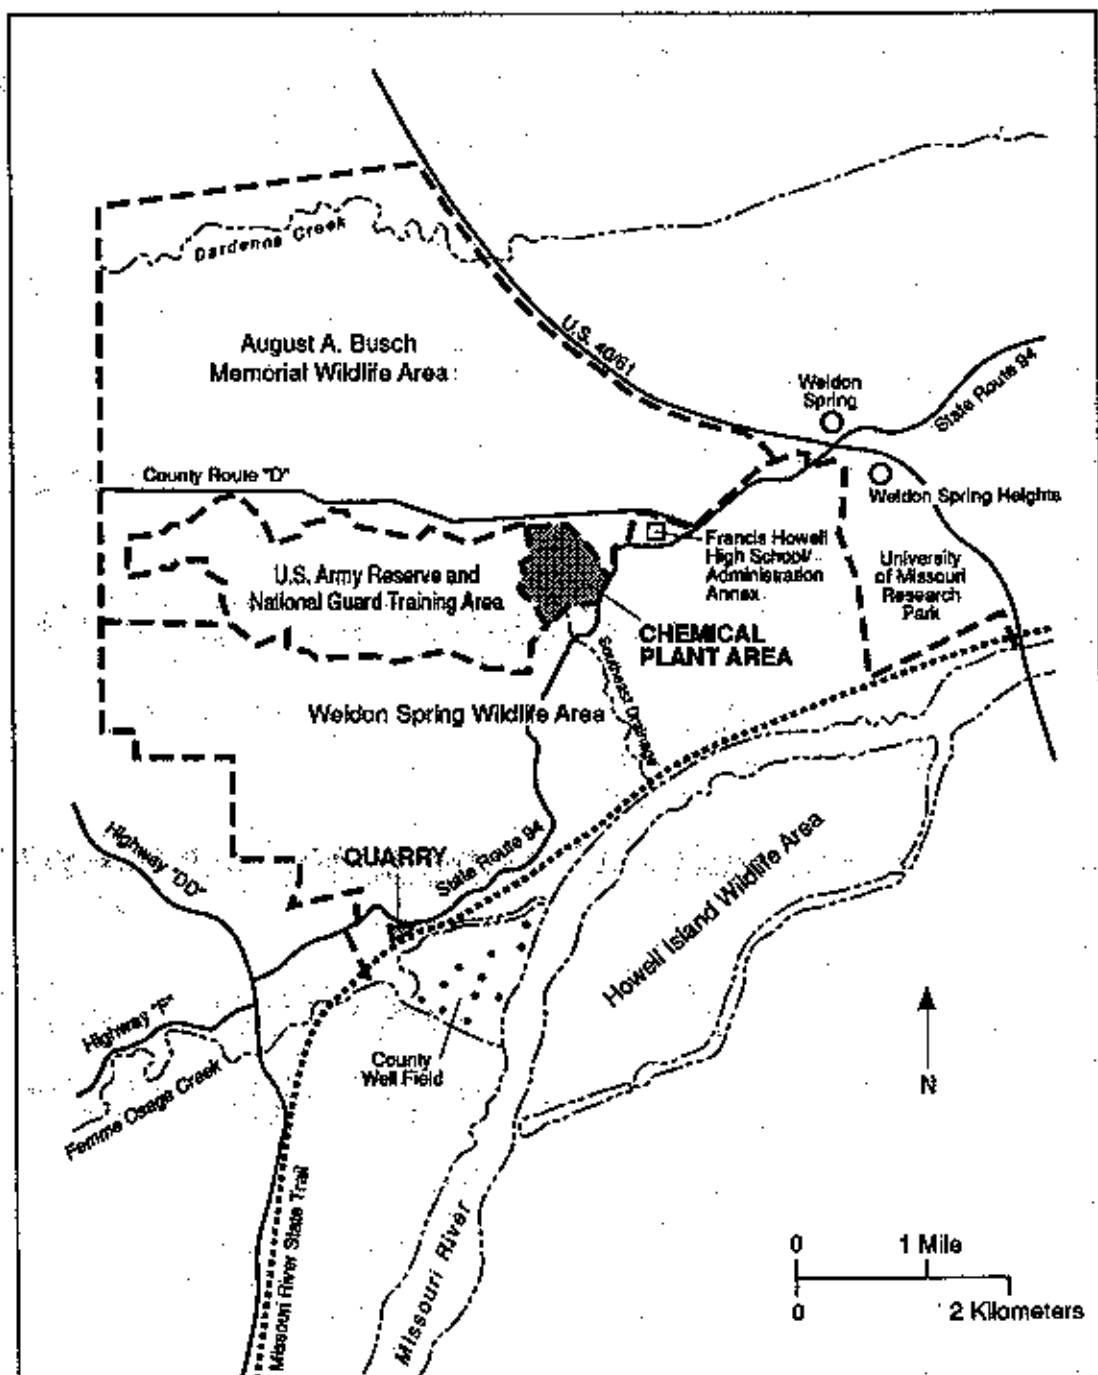 Dardenne Creek
August A. Busch
Memorial Wildlife Area
U.S. 40/61
Weldon
Spring
State Route 94
County Route "D"
Weldon Spring Heights
Francis Howell
High School/
Administration
Annex
University
of Missouri
Research
Park
U.S. Army Reserve and
National Guard Training Area
CHEMICAL
PLANT AREA
Southeast Drainage
Weldon Spring Wildlife Area
Highway "DD"
QUARRY
State Route 94
Howell Island Wildlife Area
Highway "F"
Femme Osage Creek
County
Well Field
N
Missouri River State Trail
Missouri River
0 1 Mile
0 2 Kilometers